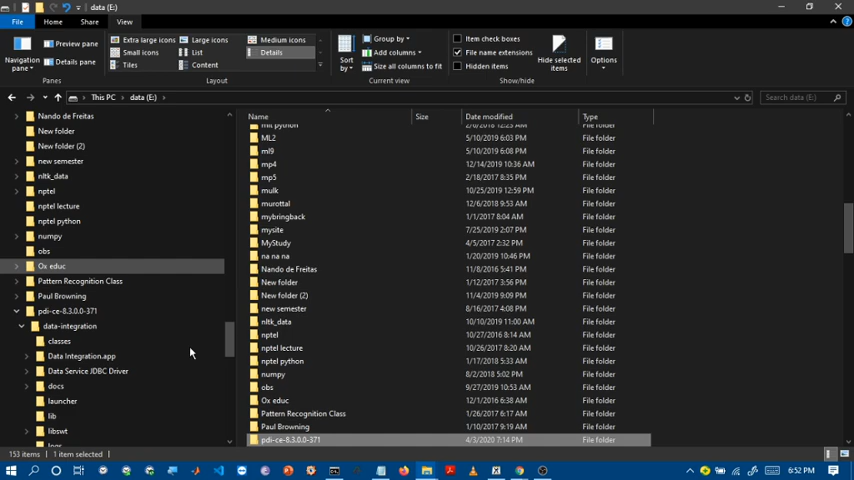 data (E:)
File
Home
Share
View
Navigation pane
Preview pane
Details pane
Panes
Extra large icons
Large icons
Medium icons
Small icons
List
Details
Tiles
Content
Layout
Sort by
Group by
Add columns
Size all columns to fit
Current view
Item check boxes
File name extensions
Hidden items
Hide selected items
Show/hide
Options
This PC > data (E:) >
Search data (E:)
Nando de Freitas
New folder
New folder (2)
new semester
nltk_data
nptel
nptel lecture
nptel python
numpy
obs
Ox educ
Pattern Recognition Class
Paul Browning
pdi-ce-8.3.0.0-371
data-integration
classes
Data Integration.app
Data Service JDBC Driver
docs
launcher
lib
libswt
logs
Name Size Date modified Type
mit python 2/6/2018 12:23 AM File folder
ML2 5/10/2019 6:03 PM File folder
ml9 5/10/2019 6:08 PM File folder
mp4 12/14/2019 10:36 AM File folder
mp5 2/18/2017 8:35 PM File folder
mulk 10/25/2019 12:59 PM File folder
murottal 12/6/2018 9:53 AM File folder
mybringback 1/1/2017 8:04 AM File folder
mysite 7/25/2019 2:07 PM File folder
MyStudy 4/5/2017 2:32 PM File folder
na na na 1/20/2019 10:46 PM File folder
Nando de Freitas 11/8/2016 5:41 PM File folder
New folder 1/12/2017 3:56 PM File folder
New folder (2) 11/4/2019 9:09 PM File folder
new semester 8/16/2017 4:08 PM File folder
nltk_data 10/10/2019 11:00 AM File folder
nptel 10/27/2016 8:14 AM File folder
nptel lecture 10/26/2017 8:20 AM File folder
nptel python 1/17/2018 5:33 AM File folder
numpy 8/2/2018 5:02 PM File folder
obs 9/27/2019 10:53 AM File folder
Ox educ 12/1/2016 6:38 AM File folder
Pattern Recognition Class 1/26/2017 6:17 AM File folder
Paul Browning 1/10/2017 9:19 AM File folder
pdi-ce-8.3.0.0-371 4/3/2020 7:14 PM File folder
153 items
1 item selected
6:52 PM